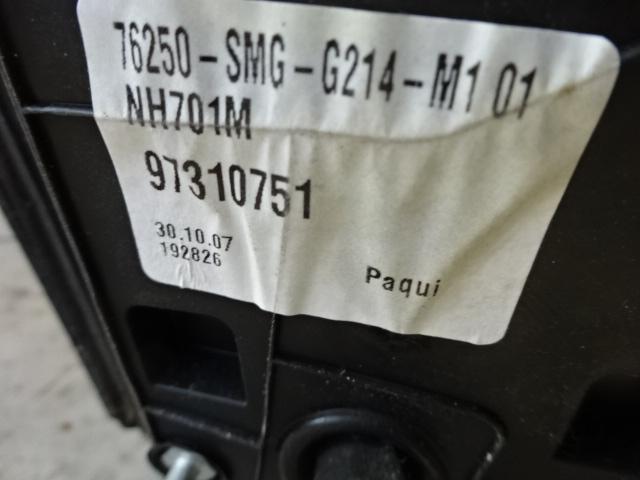 76250-SMG-G214-M1 01
NH701M
97310751
30.10.07
192826
Paqui